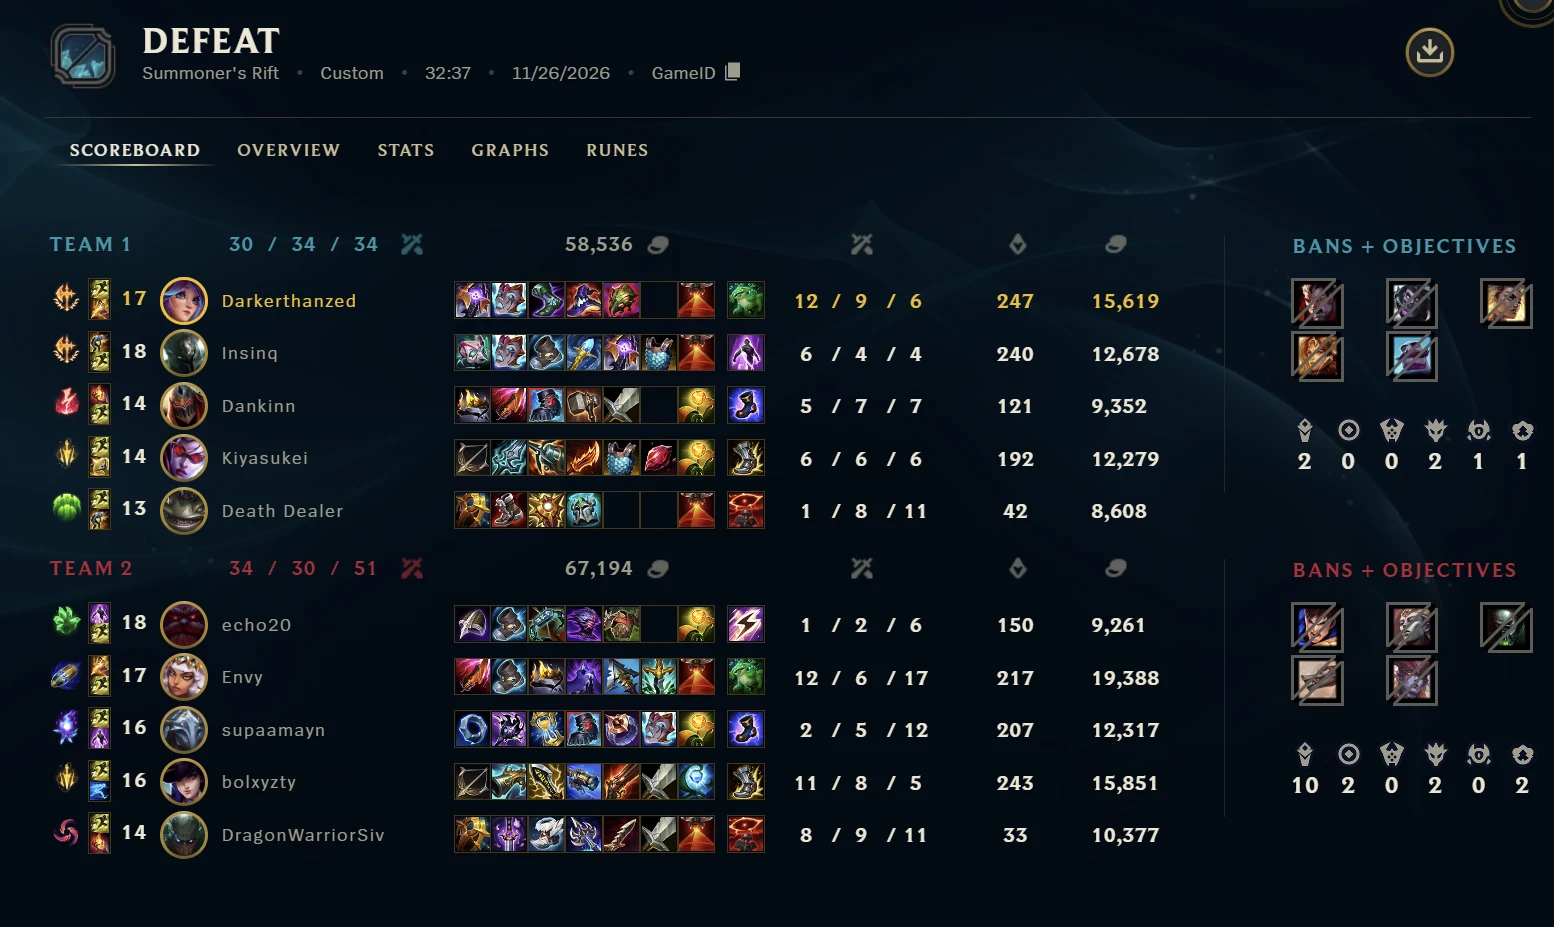 DEFEAT
Summoner's Rift • Custom • 32:37 • 11/26/2026 • GameID
SCOREBOARD OVERVIEW STATS GRAPHS RUNES
TEAM 1 30 / 34 / 34 58,536 BANS + OBJECTIVES
17 Darkerthanzed 12 / 9 / 6 247 15,619
18 Insinq 6 / 4 / 4 240 12,678
14 Dankinn 5 / 7 / 7 121 9,352
14 Kiyasukei 6 / 6 / 6 192 12,279
2 0 0 2 1 1
13 Death Dealer 1 / 8 / 11 42 8,608
TEAM 2 34 / 30 / 51 67,194 BANS + OBJECTIVES
18 echo20 1 / 2 / 6 150 9,261
17 Envy 12 / 6 / 17 217 19,388
16 supaamayn 2 / 5 / 12 207 12,317
16 bolxyzty 11 / 8 / 5 243 15,851
10 2 0 2 0 2
14 DragonWarriorSiv 8 / 9 / 11 33 10,377